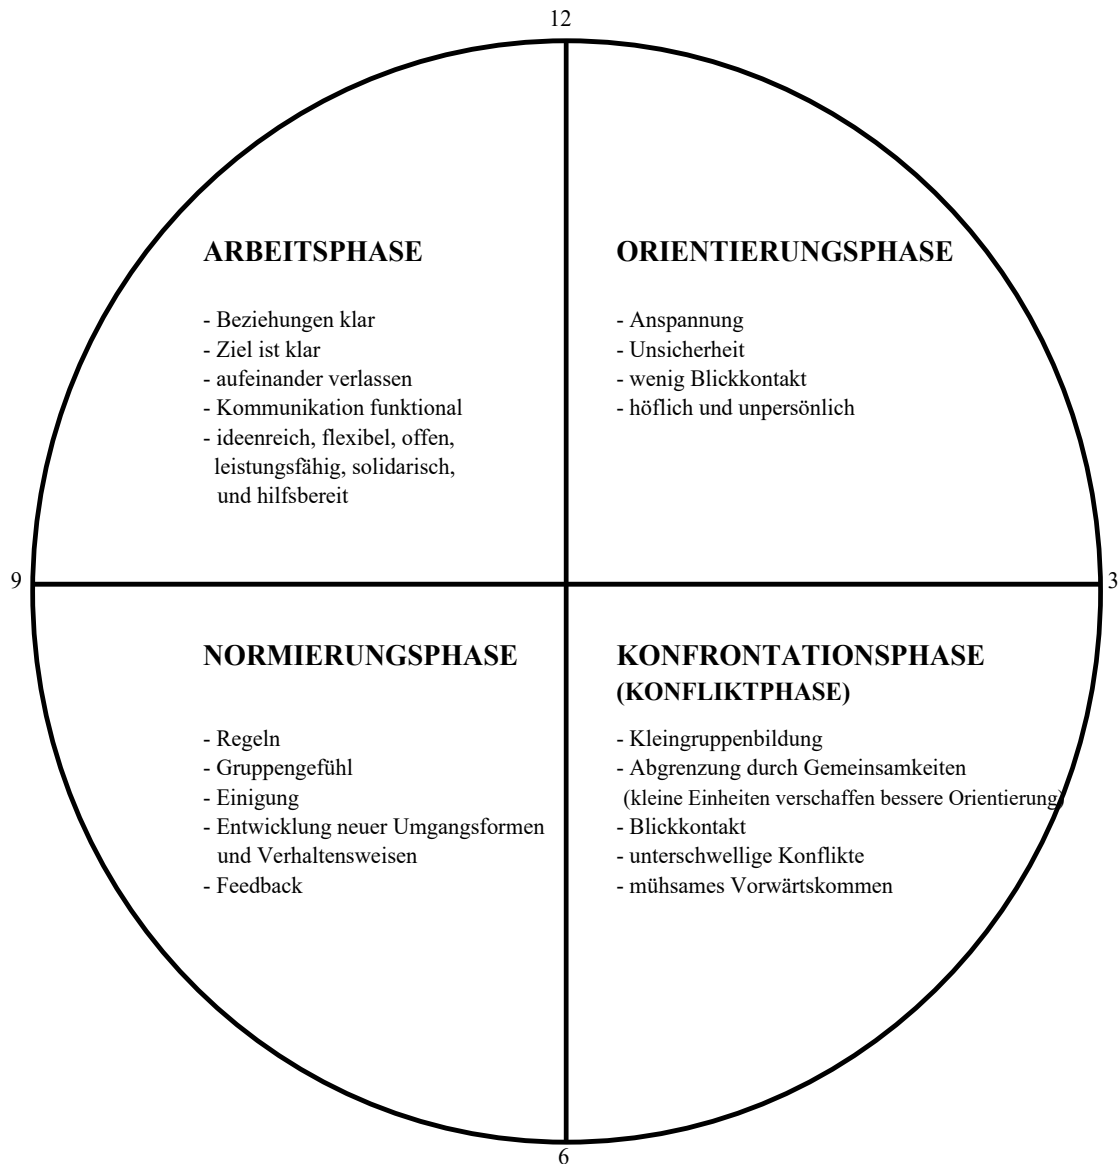 12
ARBEITSPHASE
- Beziehungen klar
- Ziel ist klar
- aufeinander verlassen
- Kommunikation funktional
- ideenreich, flexibel, offen,
leistungsfähig, solidarisch,
und hilfsbereit
ORIENTIERUNGSPHASE
- Anspannung
- Unsicherheit
- wenig Blickkontakt
- höflich und unpersönlich
9
3
NORMIERUNGSPHASE
- Regeln
- Gruppengefühl
- Einigung
- Entwicklung neuer Umgangsformen
und Verhaltensweisen
- Feedback
KONFRONTATIONSPHASE
(KONFLIKTPHASE)
- Kleingruppenbildung
- Abgrenzung durch Gemeinsamkeiten
(kleine Einheiten verschaffen bessere Orientierung)
- Blickkontakt
- unterschwellige Konflikte
- mühsames Vorwärtskommen
6